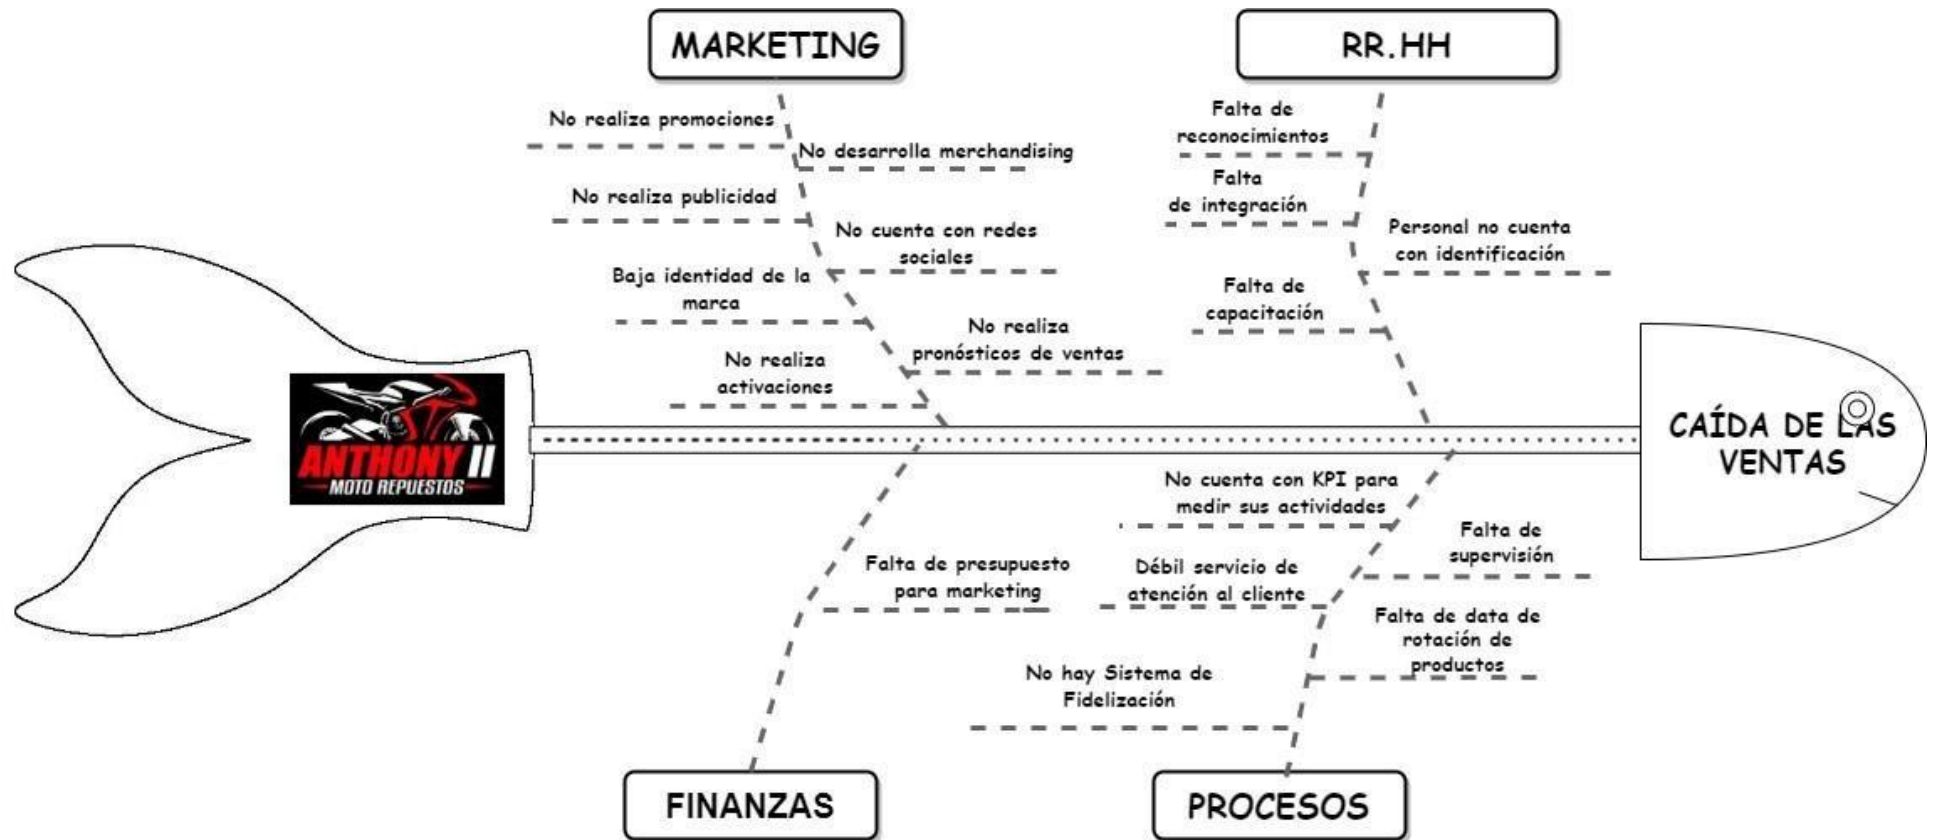 MARKETING
RR.HH
No realiza promociones
No desarrolla merchandising
No realiza publicidad
No cuenta con redes
sociales
Baja identidad de la
marca
No realiza
pronósticos de ventas
No realiza
activaciones
Falta de
reconocimientos
Falta
de integración
Personal no cuenta
con identificación
Falta de
capacitación
ANTHONY II
MOTO REPUESTOS
CAÍDA DE LAS
VENTAS
Falta de presupuesto
para marketing
No cuenta con KPI para
medir sus actividades
Falta de
supervisión
Débil servicio de
atención al cliente
Falta de data de
rotación de
productos
No hay Sistema de
Fidelización
FINANZAS
PROCESOS